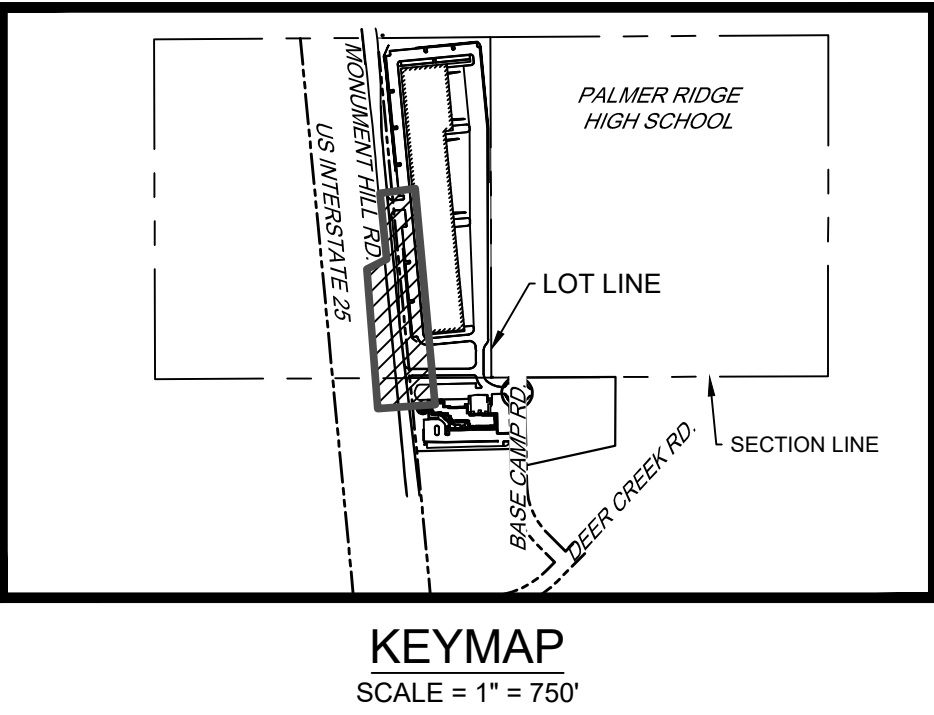 MONUMENT HILL RD.
US INTERSTATE 25
PALMER RIDGE
HIGH SCHOOL
LOT LINE
BASE CAMP RD.
DEER CREEK RD.
SECTION LINE
KEYMAP
SCALE = 1" = 750'